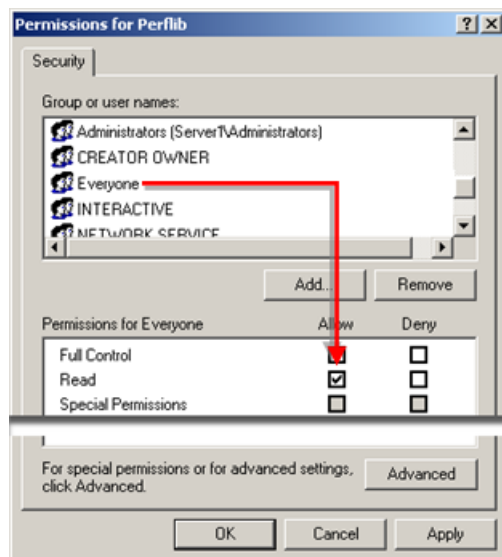 Permissions for Perflib
Security
Group or user names:
Administrators (Server1\Administrators)
CREATOR OWNER
Everyone
INTERACTIVE
NETWORK SERVICE
Add... Remove
Permissions for Everyone Allow Deny
Full Control
Read
Special Permissions
For special permissions or for advanced settings, Advanced
click Advanced.
OK Cancel Apply